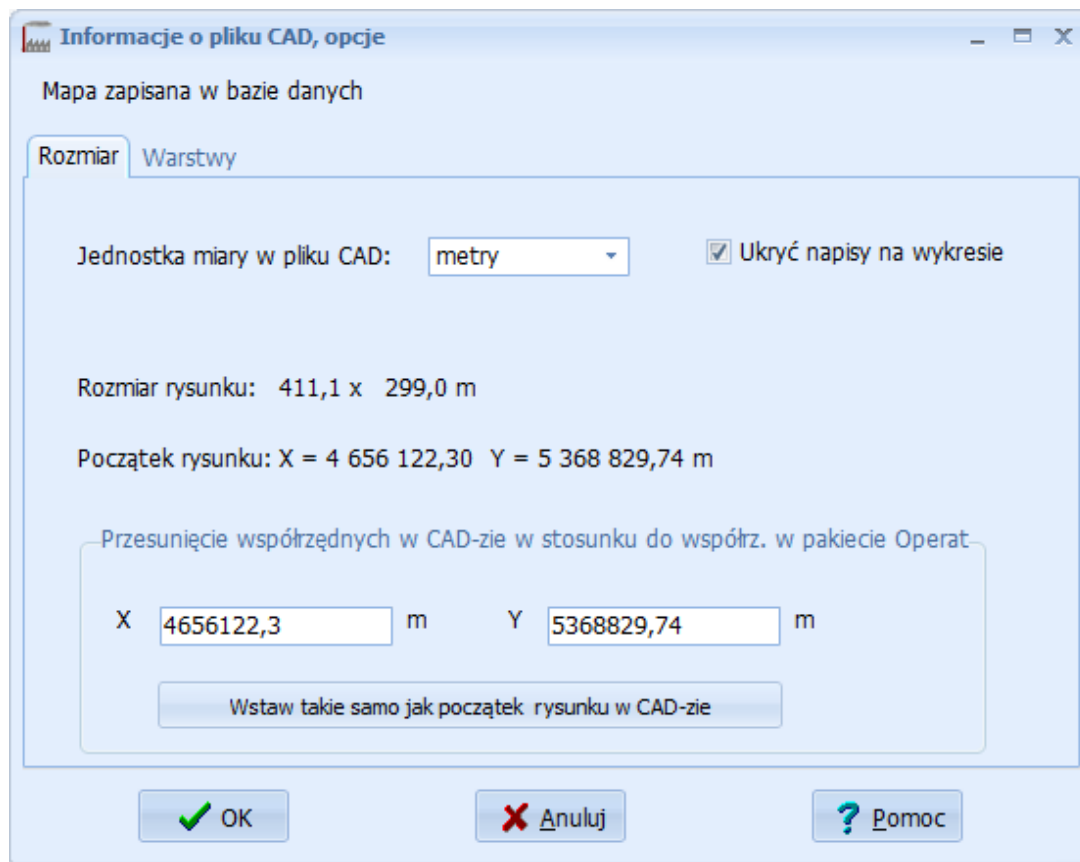 Informacje o pliku CAD, opcje
Mapa zapisana w bazie danych
Rozmiar Warstwy
Jednostka miary w pliku CAD: metry Ukryć napisy na wykresie
Rozmiar rysunku: 411,1 x 299,0 m
Początek rysunku: X = 4 656 122,30 Y = 5 368 829,74 m
Przesunięcie współrzędnych w CAD-zie w stosunku do współrz. w pakiecie Operat
X 4656122,3 m Y 5368829,74 m
Wstaw takie samo jak początek rysunku w CAD-zie
OK Anuluj Pomoc